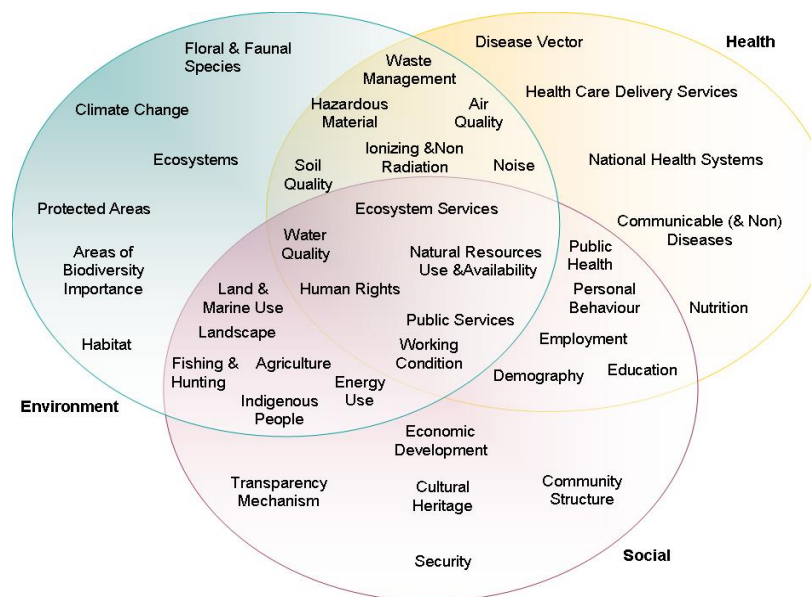 Disease Vector
Health
Floral & Faunal
Species
Waste
Management
Health Care Delivery Services
Climate Change
Hazardous
Material
Air
Quality
Ecosystems
Ionizing &Non
Radiation
Soil
Quality
Noise
National Health Systems
Protected Areas
Ecosystem Services
Water
Quality
Communicable (& Non)
Diseases
Areas of
Biodiversity
Importance
Natural Resources
Use &Availability
Public
Health
Land &
Marine Use
Human Rights
Personal
Behaviour
Nutrition
Landscape
Public Services
Habitat
Working
Condition
Employment
Fishing &
Hunting
Agriculture
Energy
Use
Demography
Education
Environment
Indigenous
People
Economic
Development
Transparency
Mechanism
Cultural
Heritage
Community
Structure
Security
Social